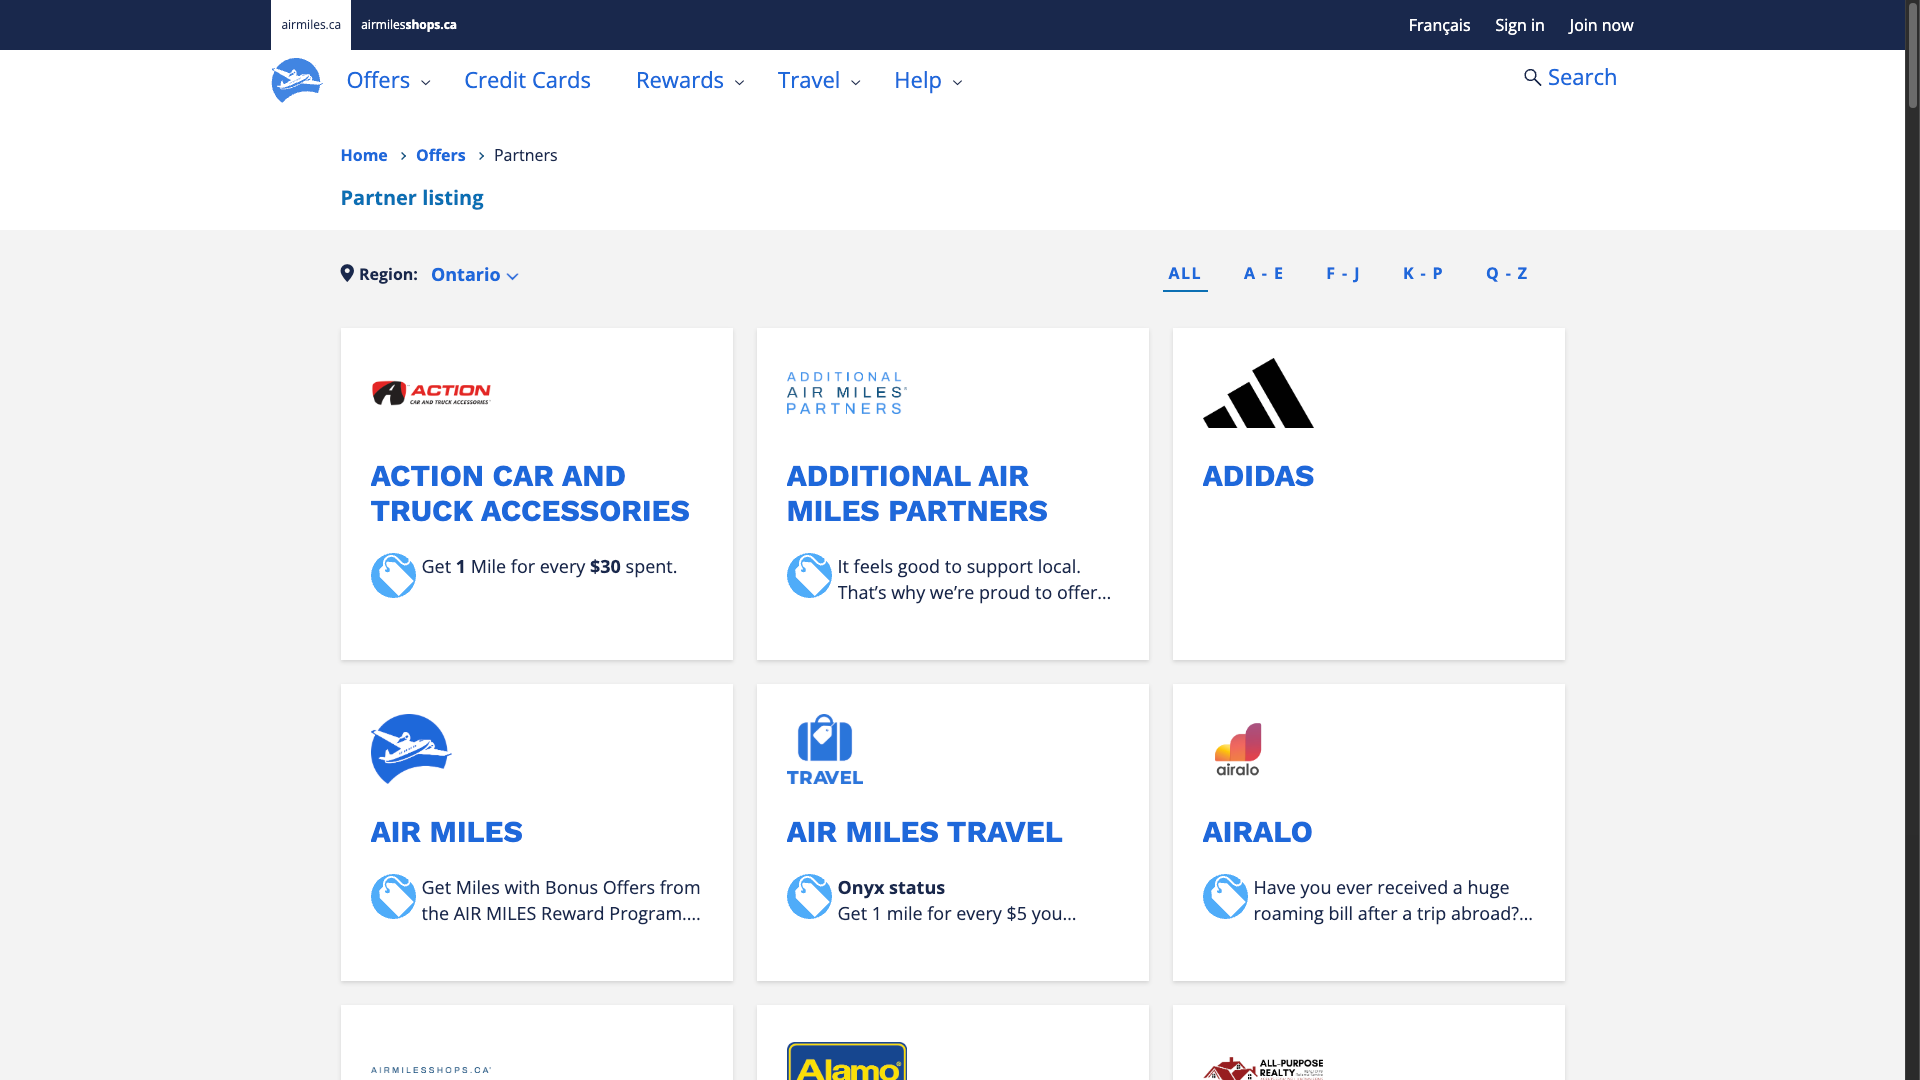 airmiles.ca
airmilesshops.ca
Français
Sign in
Join now
Offers
Credit Cards
Rewards
Travel
Help
Search
Home > Offers > Partners
Partner listing
Region: Ontario
ALL
A - E
F - J
K - P
Q - Z
ACTION
CAR AND TRUCK ACCESSORIES
ACTION CAR AND
TRUCK ACCESSORIES
Get 1 Mile for every $30 spent.
ADDITIONAL
AIR MILES®
PARTNERS
ADDITIONAL AIR
MILES PARTNERS
It feels good to support local.
That’s why we’re proud to offer...
ADIDAS
AIR MILES
Get Miles with Bonus Offers from
the AIR MILES Reward Program....
TRAVEL
AIR MILES TRAVEL
Onyx status
Get 1 mile for every $5 you...
airalo
AIRALO
Have you ever received a huge
roaming bill after a trip abroad?...
AIRMILESSHOPS.CA
Alamo
ALL-PURPOSE
REALTY